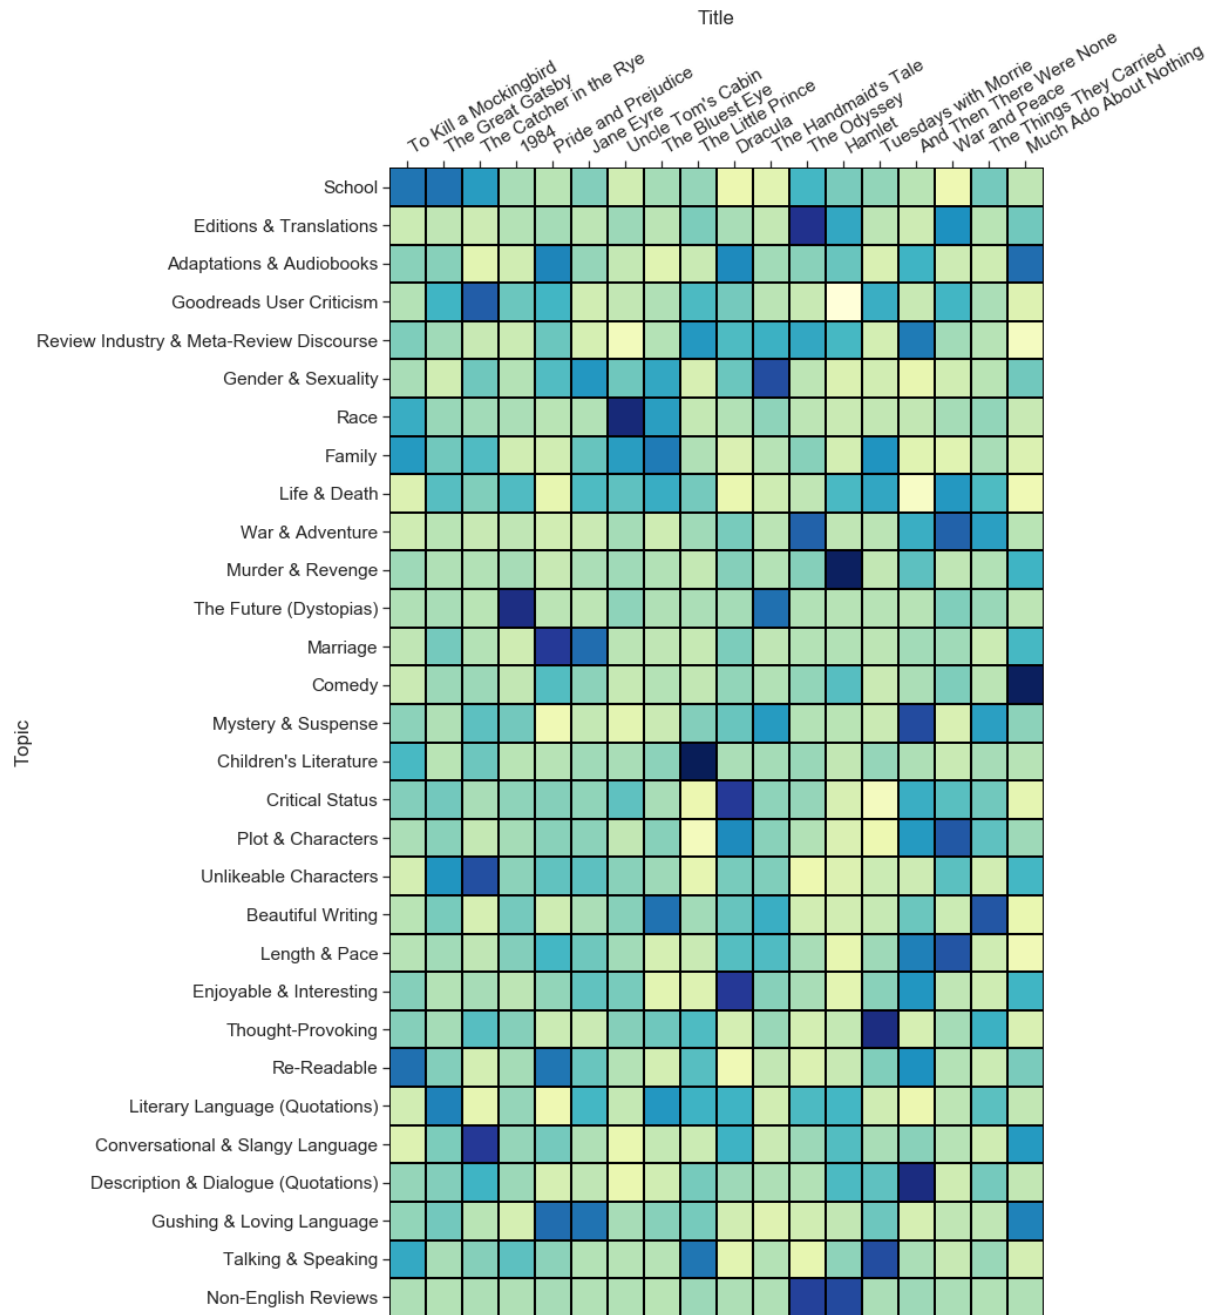 Title
To Kill a Mockingbird
The Great Gatsby
The Catcher in the Rye
1984
Pride and Prejudice
Jane Eyre
Uncle Tom's Cabin
The Bluest Eye
The Little Prince
Dracula
The Handmaid's Tale
The Odyssey
Hamlet
Tuesdays with Morrie
And Then There Were None
War and Peace
The Things They Carried
Much Ado About Nothing
Topic
School
Editions & Translations
Adaptations & Audiobooks
Goodreads User Criticism
Review Industry & Meta-Review Discourse
Gender & Sexuality
Race
Family
Life & Death
War & Adventure
Murder & Revenge
The Future (Dystopias)
Marriage
Comedy
Mystery & Suspense
Children's Literature
Critical Status
Plot & Characters
Unlikeable Characters
Beautiful Writing
Length & Pace
Enjoyable & Interesting
Thought-Provoking
Re-Readable
Literary Language (Quotations)
Conversational & Slangy Language
Description & Dialogue (Quotations)
Gushing & Loving Language
Talking & Speaking
Non-English Reviews